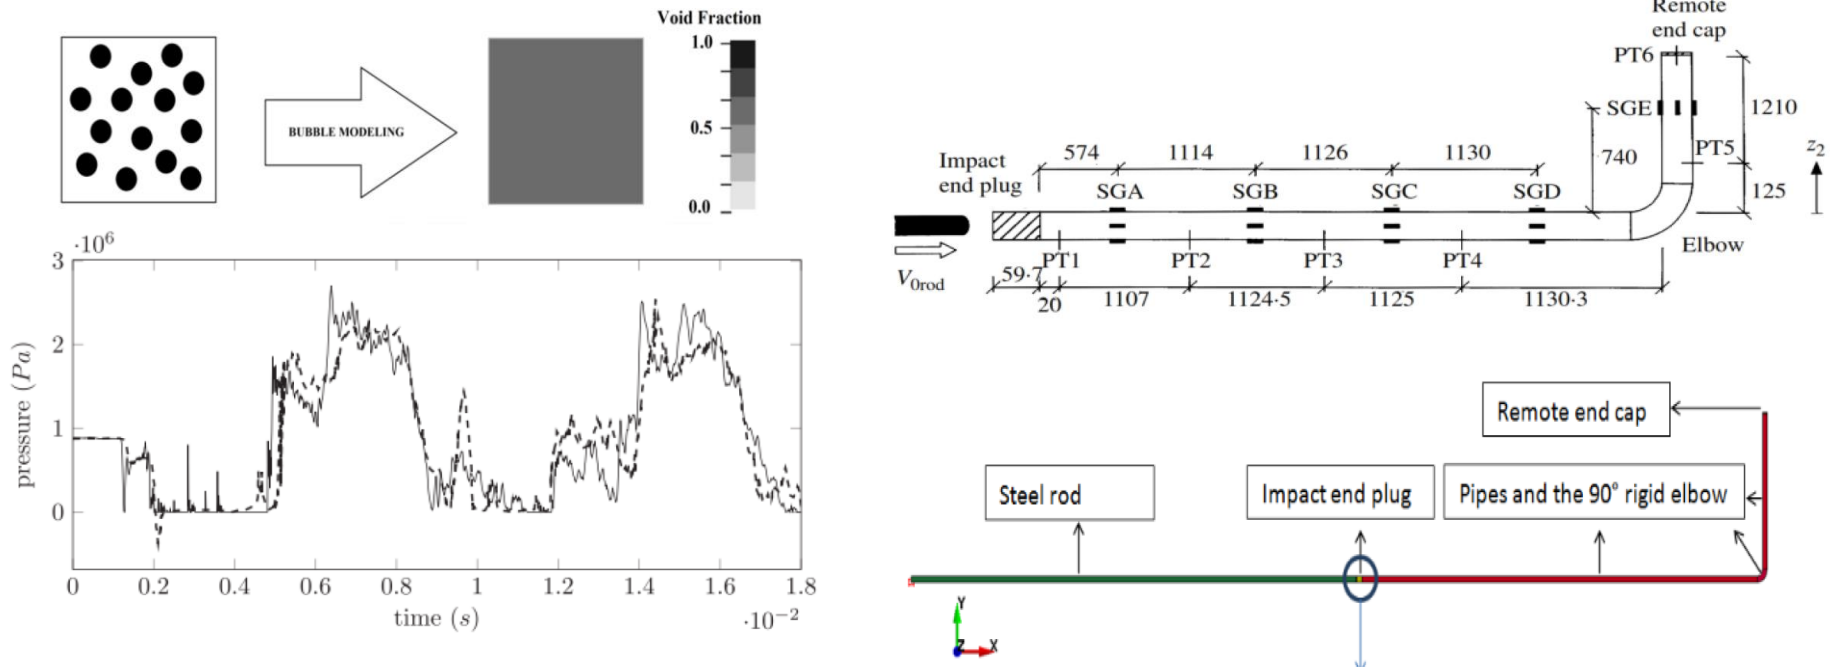 Void Fraction
1.0
0.5
0.0
BUBBLE MODELING
·10⁶
3
2
1
0
pressure (Pa)
0
0.2
0.4
0.6
0.8
1
1.2
1.4
1.6
1.8
time (s)
·10⁻²
Remote
end cap
PT6
SGE
1210
740
PT5
z₂
125
Impact
end plug
574
1114
1126
1130
SGA
SGB
SGC
SGD
Elbow
V₀rod
PT1
PT2
PT3
PT4
59·7
20
1107
1124·5
1125
1130·3
Remote end cap
Steel rod
Impact end plug
Pipes and the 90° rigid elbow
Y
Z
X